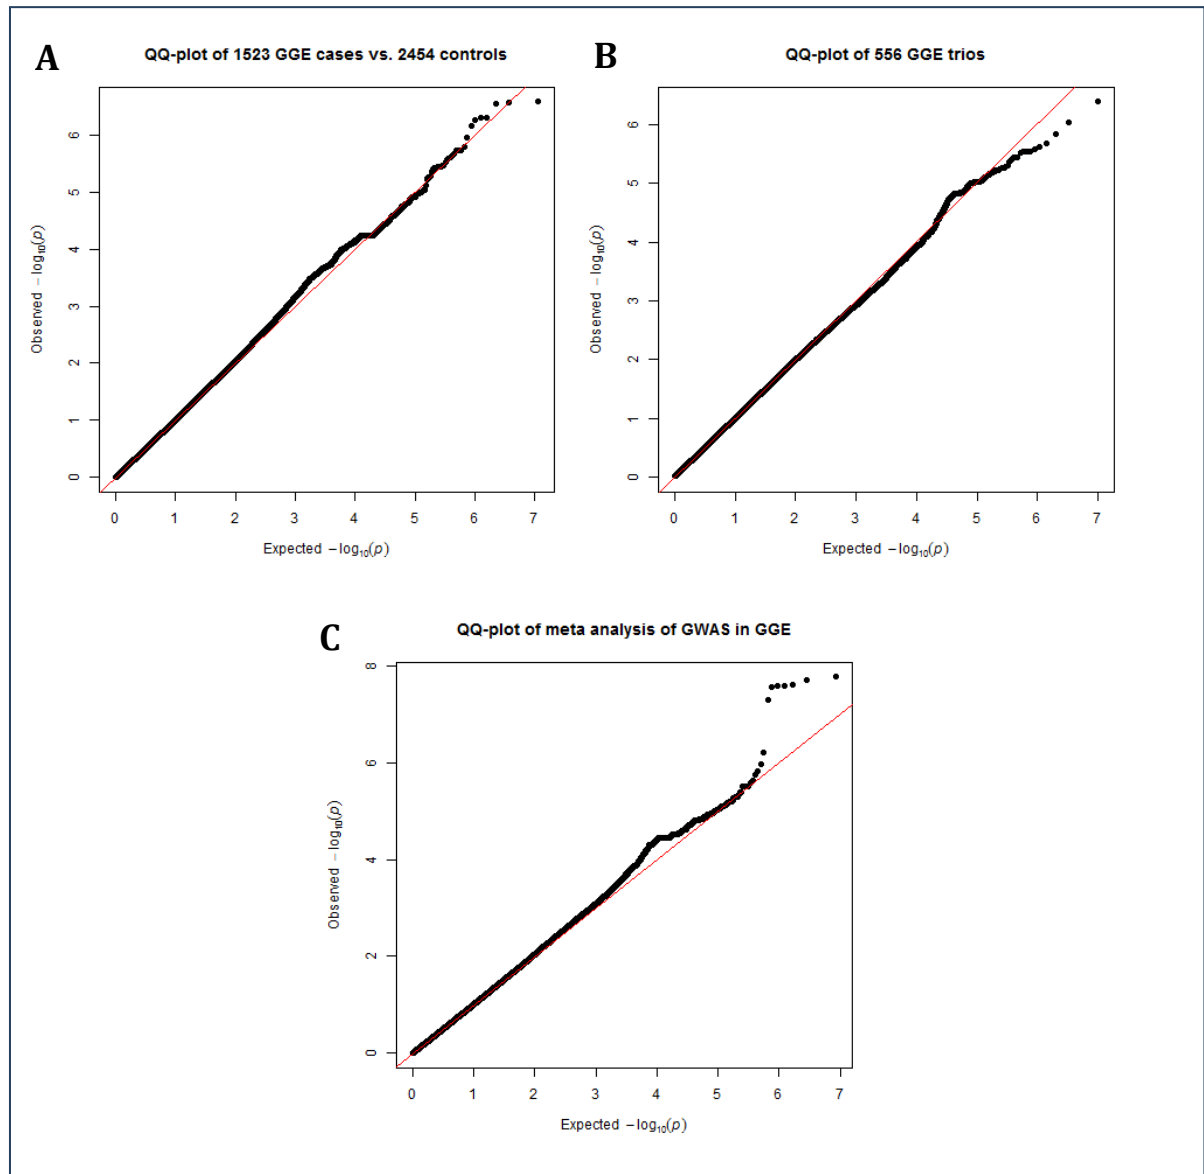 A
QQ-plot of 1523 GGE cases vs. 2454 controls
Observed −log10(p)
0 1 2 3 4 5 6
0 1 2 3 4 5 6 7
Expected −log10(p)
B
QQ-plot of 556 GGE trios
Observed −log10(p)
0 1 2 3 4 5 6
0 1 2 3 4 5 6 7
Expected −log10(p)
C
QQ-plot of meta analysis of GWAS in GGE
Observed −log10(p)
0 2 4 6 8
0 1 2 3 4 5 6 7
Expected −log10(p)